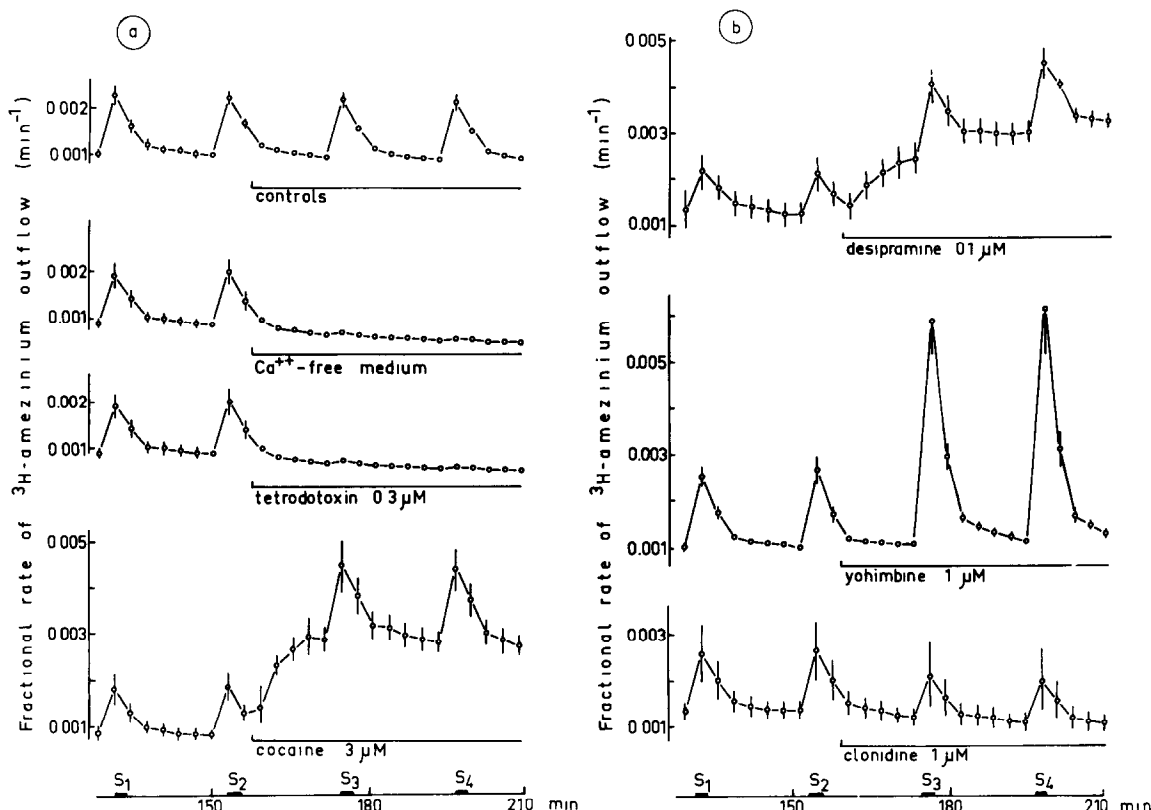 a
Fractional rate of ³H-amezinium outflow (min⁻¹)
0 002
0 001
controls
0 002
0 001
Ca⁺⁺-free medium
0 002
0 001
tetrodotoxin 0 3 µM
0 005
0 003
0 001
cocaine 3 µM
S₁ S₂ S₃ S₄
150 180 210 min
b
Fractional rate of ³H-amezinium outflow (min⁻¹)
0 005
0 003
0 001
desipramine 0 1 µM
0 005
0 003
0 001
yohimbine 1 µM
0 003
0 001
clonidine 1 µM
S₁ S₂ S₃ S₄
150 180 210 min